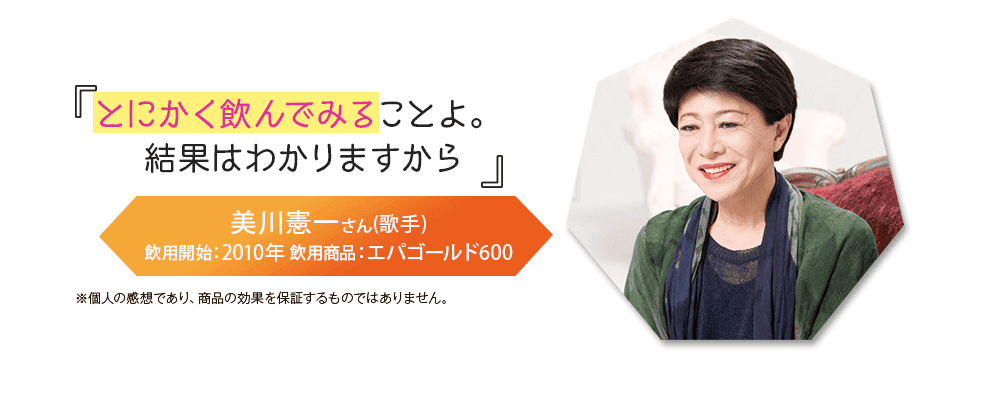 『とにかく飲んでみることよ。
結果はわかりますから』
美川憲一さん(歌手)
飲用開始：2010年 飲用商品：エパゴールド600
※個人の感想であり、商品の効果を保証するものではありません。